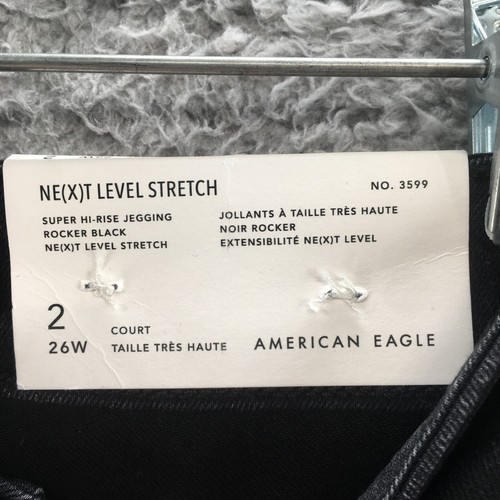 NE(X)T LEVEL STRETCH
NO. 3599
SUPER HI-RISE JEGGING
ROCKER BLACK
NE(X)T LEVEL STRETCH
JOLLANTS À TAILLE TRÈS HAUTE
NOIR ROCKER
EXTENSIBILITÉ NE(X)T LEVEL
2
26W
COURT
TAILLE TRÈS HAUTE
AMERICAN EAGLE